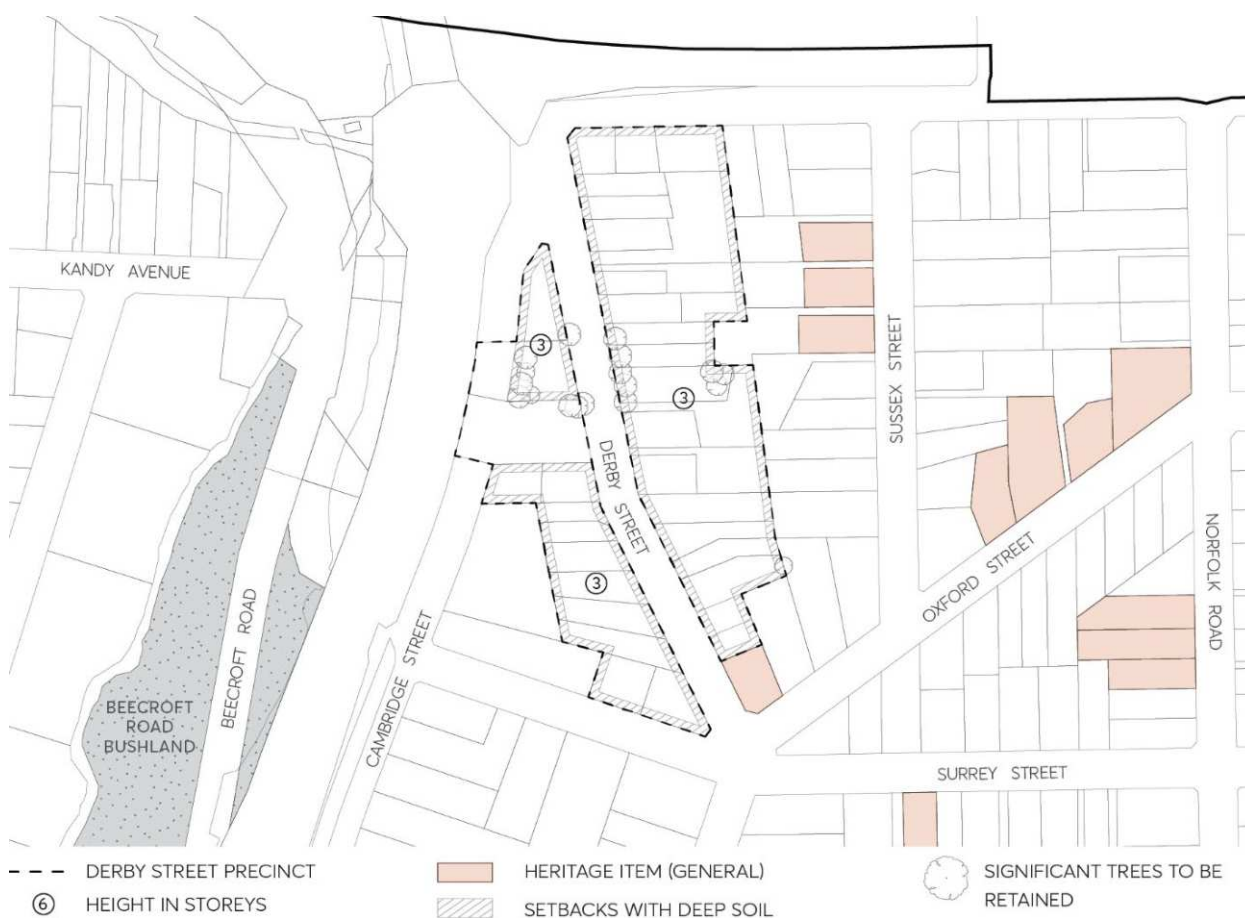 KANDY AVENUE
③
③
③
DERBY STREET
SUSSEX STREET
OXFORD STREET
NORFOLK ROAD
BEECROFT ROAD
CAMBRIDGE STREET
BEECROFT
ROAD
BUSHLAND
SURREY STREET
DERBY STREET PRECINCT
⑥ HEIGHT IN STOREYS
HERITAGE ITEM (GENERAL)
SETBACKS WITH DEEP SOIL
SIGNIFICANT TREES TO BE
RETAINED